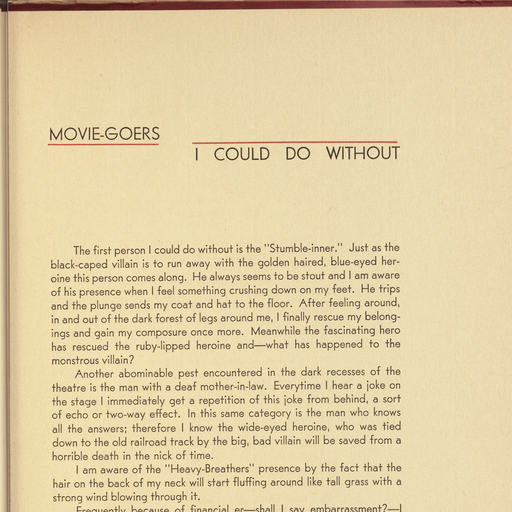 MOVIE-GOERS
I COULD DO WITHOUT
The first person I could do without is the "Stumble-inner." Just as the
black-caped villain is to run away with the golden haired, blue-eyed her-
oine this person comes along. He always seems to be stout and I am aware
of his presence when I feel something crushing down on my feet. He trips
and the plunge sends my coat and hat to the floor. After feeling around,
in and out of the dark forest of legs around me, I finally rescue my belong-
ings and gain my composure once more. Meanwhile the fascinating hero
has rescued the ruby-lipped heroine and—what has happened to the
monstrous villain?
Another abominable pest encountered in the dark recesses of the
theatre is the man with a deaf mother-in-law. Everytime I hear a joke on
the stage I immediately get a repetition of this joke from behind, a sort
of echo or two-way effect. In this same category is the man who knows
all the answers; therefore I know the wide-eyed heroine, who was tied
down to the old railroad track by the big, bad villain will be saved from a
horrible death in the nick of time.
I am aware of the "Heavy-Breathers" presence by the fact that the
hair on the back of my neck will start fluffing around like tall grass with a
strong wind blowing through it.
Frequently because of financial er—shall I say embarrassment?—I